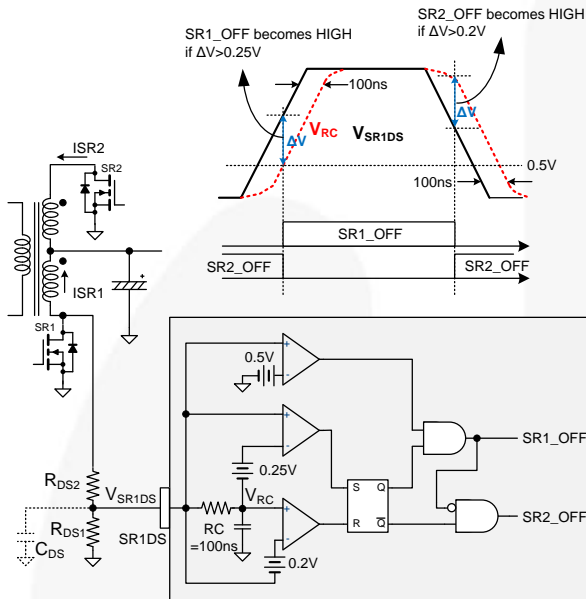 SR1_OFF becomes HIGH
if ΔV>0.25V
SR2_OFF becomes HIGH
if ΔV>0.2V
100ns
ΔV
VRC
VSR1DS
ΔV
0.5V
100ns
SR1_OFF
SR2_OFF
SR2_OFF
ISR2
SR2
ISR1
+
SR1
RDS2
RDS1
CDS
VSR1DS
SR1DS
0.5V
+
-
+
-
0.25V
VRC
RC
=100ns
+
-
0.2V
S
Q
R
Q̅
SR1_OFF
SR2_OFF